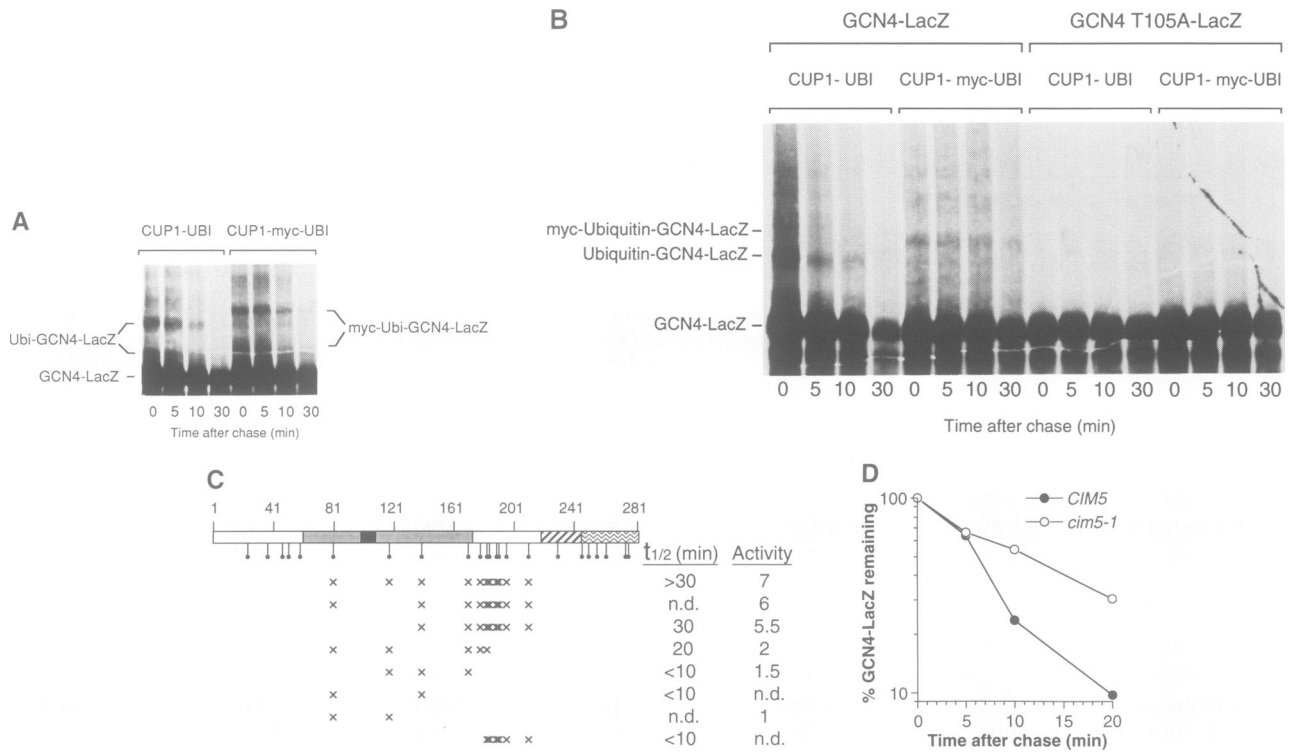 A
CUP1-UBI CUP1-myc-UBI
Ubi-GCN4-LacZ
myc-Ubi-GCN4-LacZ
GCN4-LacZ
0 5 10 30 0 5 10 30
Time after chase (min)
B
GCN4-LacZ GCN4 T105A-LacZ
CUP1- UBI CUP1- myc-UBI CUP1- UBI CUP1- myc-UBI
myc-Ubiquitin-GCN4-LacZ
Ubiquitin-GCN4-LacZ
GCN4-LacZ
0 5 10 30 0 5 10 30 0 5 10 30 0 5 10 30
Time after chase (min)
C
1 41 81 121 161 201 241 281
t1/2 (min) Activity
>30 7
n.d. 6
30 5.5
20 2
<10 1.5
<10 n.d.
n.d. 1
<10 n.d.
D
CIM5
cim5-1
% GCN4-LacZ remaining
100
10
0 5 10 15 20
Time after chase (min)